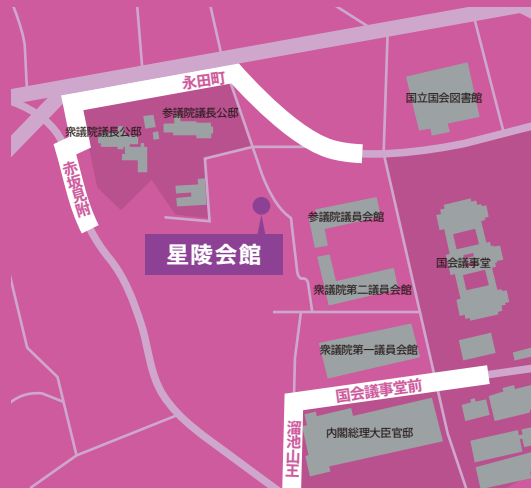 永田町
国立国会図書館
参議院議長公邸
衆議院議長公邸
赤坂見附
参議院議員会館
星陵会館
国会議事堂
衆議院第二議員会館
衆議院第一議員会館
国会議事堂前
内閣総理大臣官邸
溜池山王